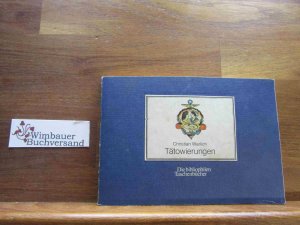 Wimbauer
Buchversand
Christian Warlich
Tätowierungen
Die bibliophilen
Taschenbücher